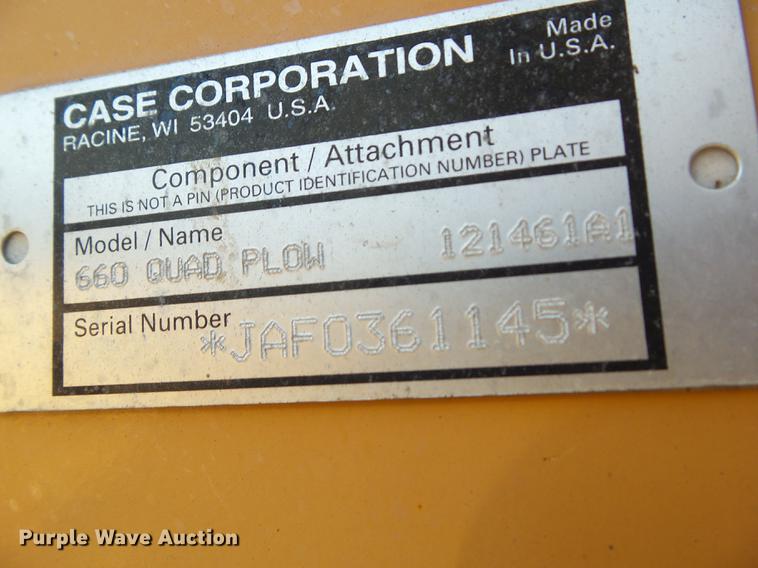 CASE CORPORATION
Made
In U.S.A.
RACINE, WI 53404 U.S.A.
Component / Attachment
THIS IS NOT A PIN (PRODUCT IDENTIFICATION NUMBER) PLATE
Model / Name
660 QUAD PLOW 121461A1
Serial Number
*JAF0361145*
Purple Wave Auction